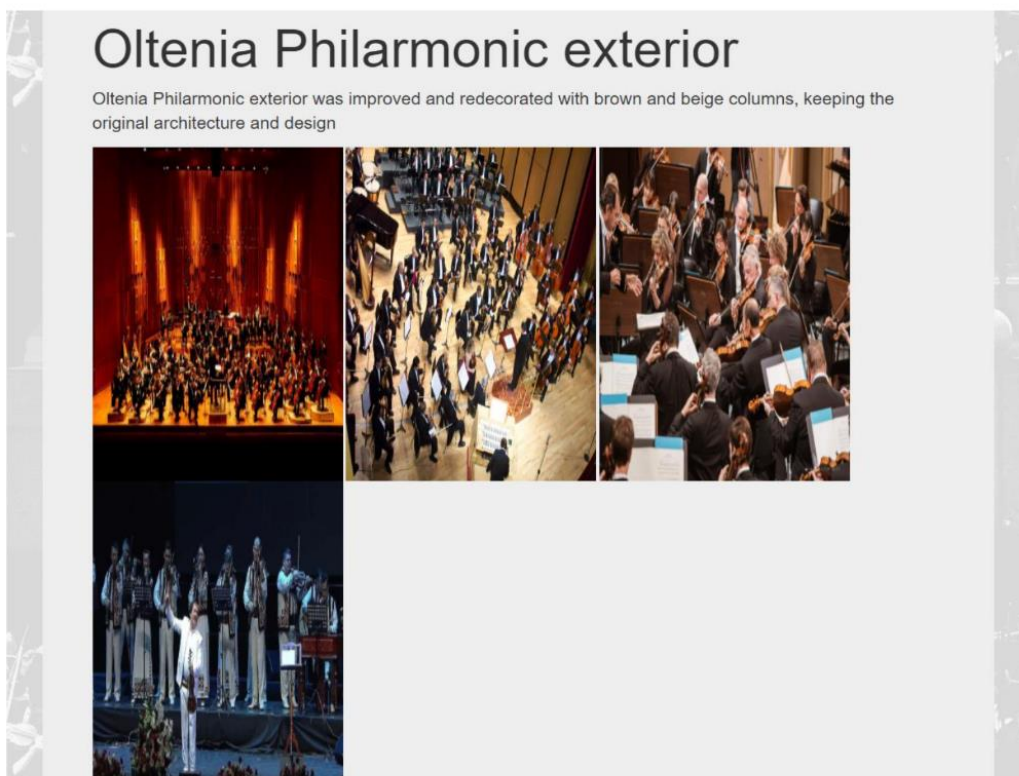 Oltenia Philarmonic exterior
Oltenia Philarmonic exterior was improved and redecorated with brown and beige columns, keeping the
original architecture and design